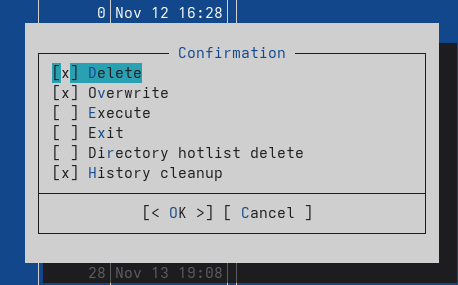 0 Nov 12 16:28
Confirmation
[x] Delete
[x] Overwrite
[ ] Execute
[ ] Exit
[ ] Directory hotlist delete
[x] History cleanup
[< OK >] [ Cancel ]
28 Nov 13 19:08